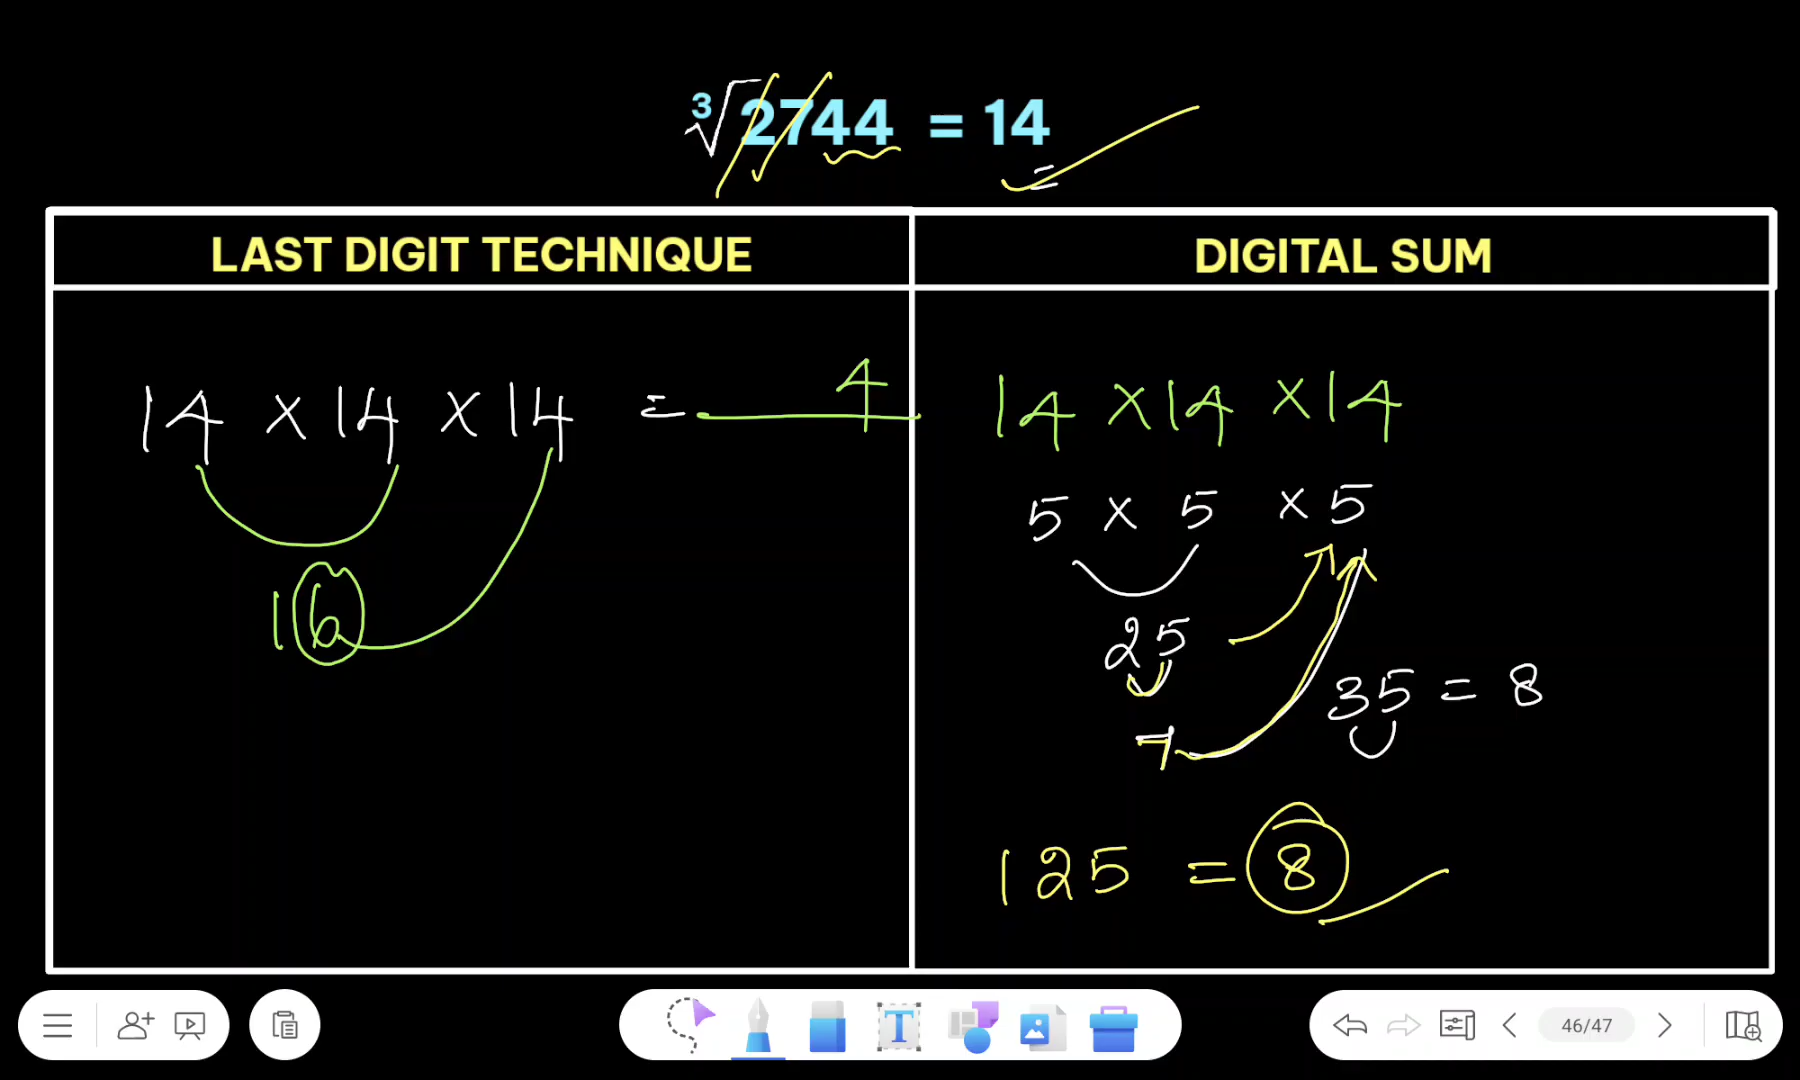 ∛2744 = 14
LAST DIGIT TECHNIQUE
14 × 14 × 14 = 4
16
DIGITAL SUM
14 × 14 × 14
5 × 5 × 5
25
7
35 = 8
125 = 8
T
46/47